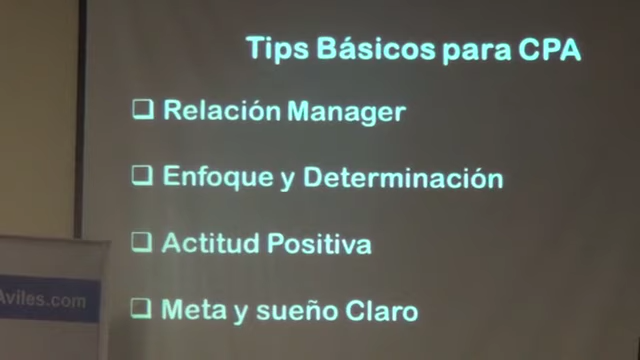 Tips Básicos para CPA
❑ Relación Manager
❑ Enfoque y Determinación
❑ Actitud Positiva
❑ Meta y sueño Claro
Aviles.com